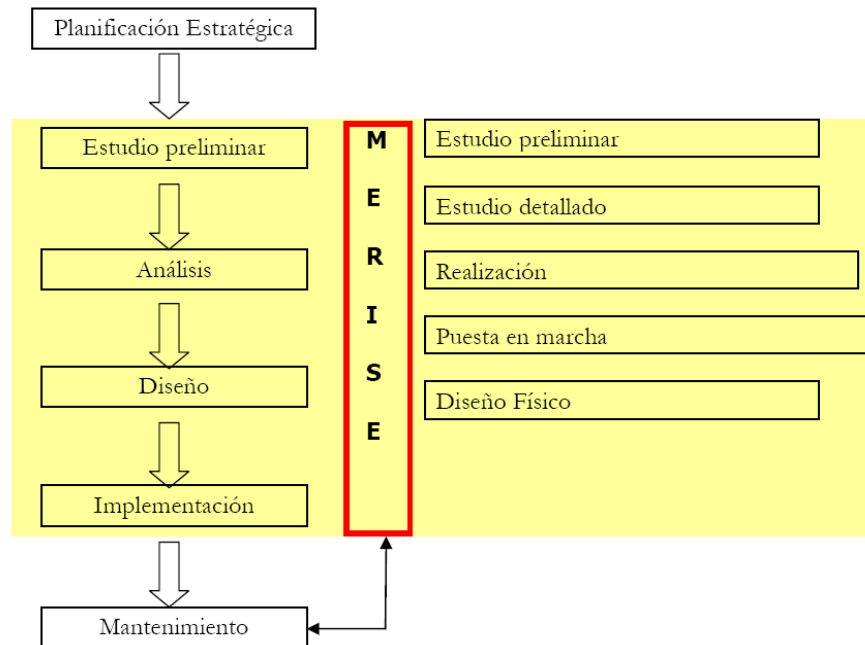 Planificación Estratégica
Estudio preliminar
Análisis
Diseño
Implementación
Mantenimiento
M
E
R
I
S
E
Estudio preliminar
Estudio detallado
Realización
Puesta en marcha
Diseño Físico